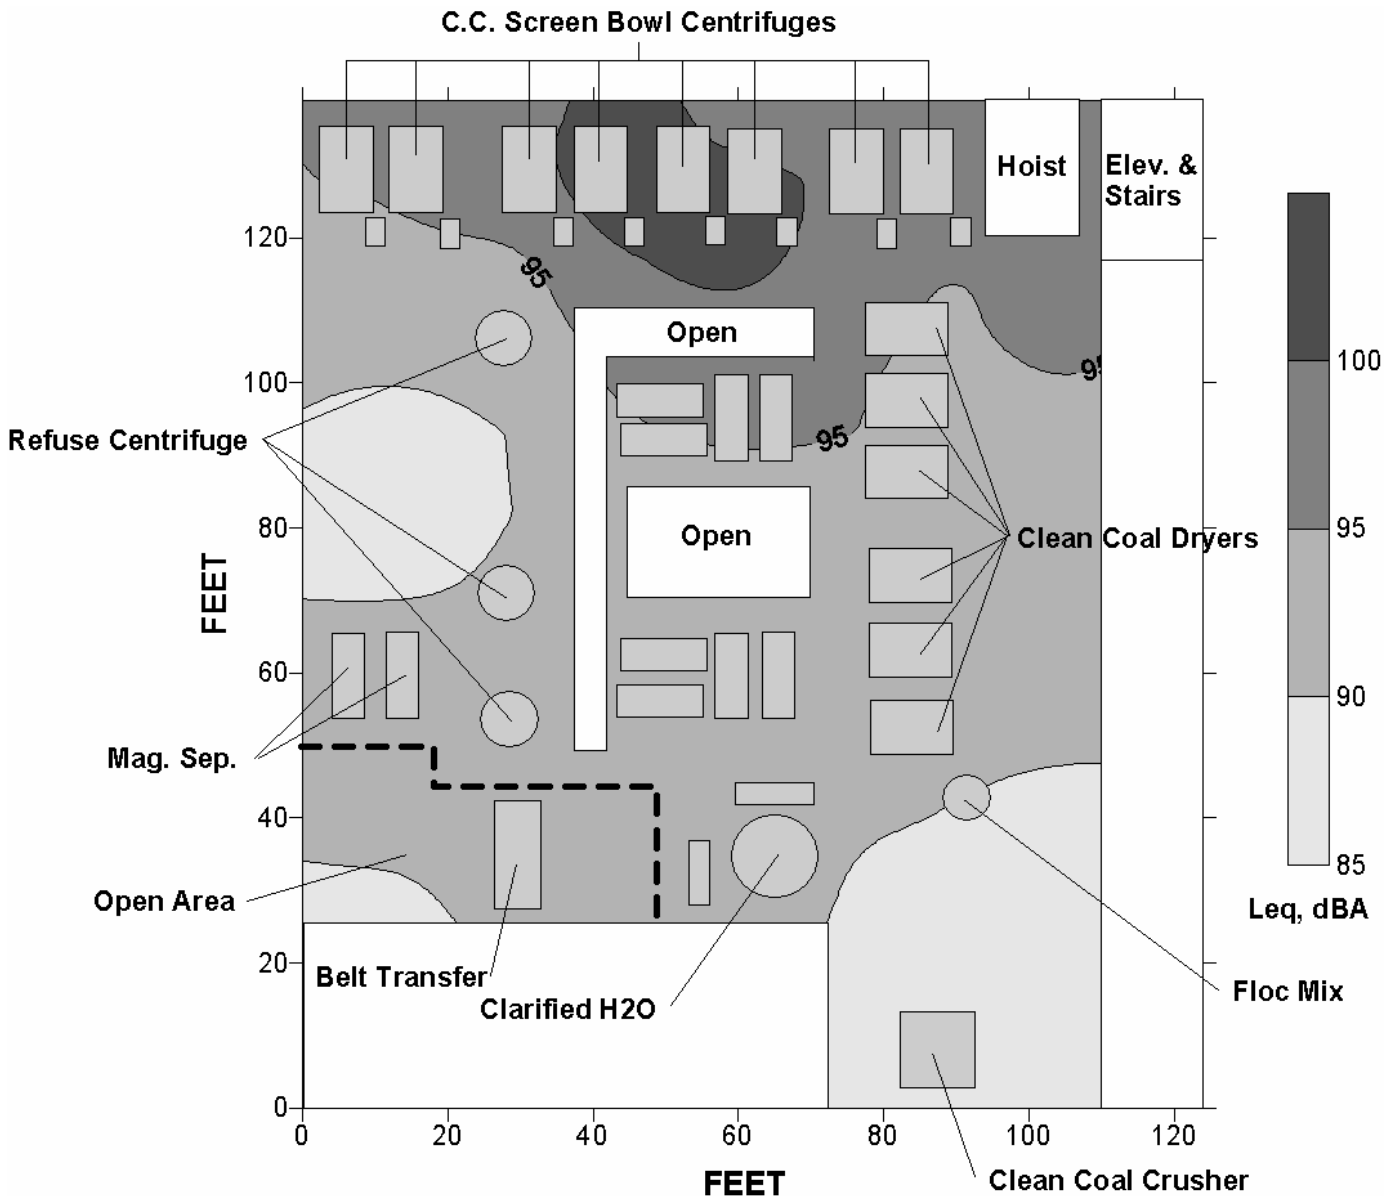 C.C. Screen Bowl Centrifuges
Hoist
Elev. &
Stairs
120
95
Open
100
95
100
Refuse Centrifuge
95
95
80
Open
Clean Coal Dryers
FEET
60
90
Mag. Sep.
40
85
Open Area
Leq, dBA
20
Belt Transfer
Clarified H2O
Floc Mix
0
0
20
40
60
80
100
120
FEET
Clean Coal Crusher